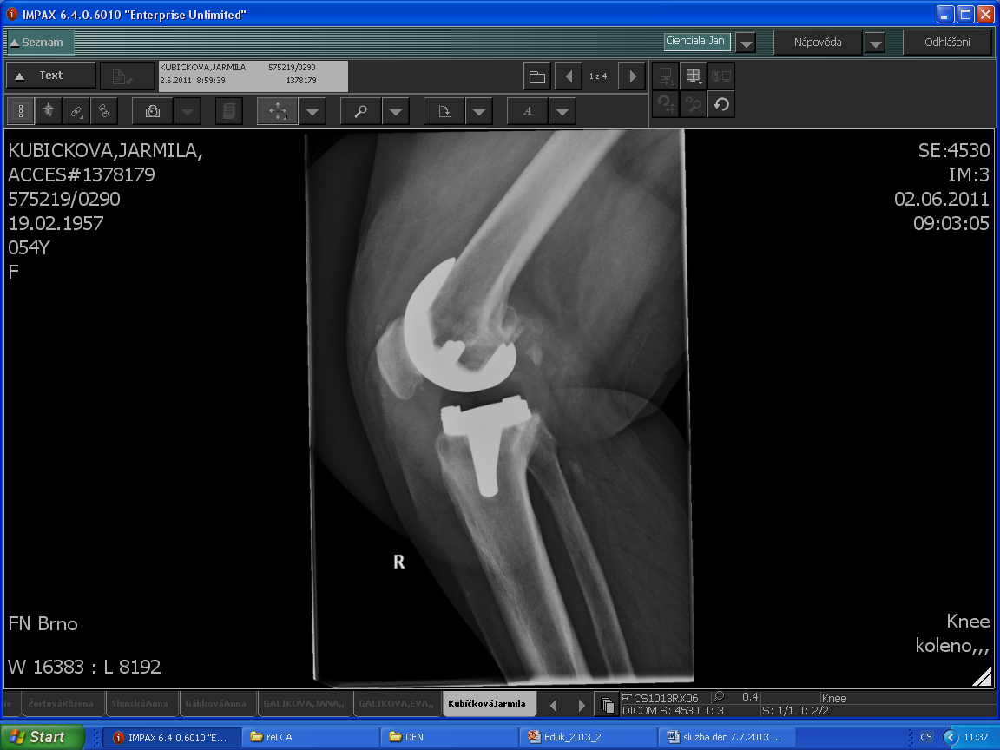 IMPAX 6.4.0.6010 "Enterprise Unlimited"
Seznam
Cienciala Jan
Nápověda
Odhlášení
Text
KUBICKOVA,JARMILA 575219/0290
2.6.2011 8:59:39 1378179
1 z 4
A
KUBICKOVA,JARMILA,
ACCES#1378179
575219/0290
19.02.1957
054Y
F
SE:4530
IM:3
02.06.2011
09:03:05
R
FN Brno
W 16383 : L 8192
Knee
koleno,,,
ie
ŽertováRůžena
SlunskáAnna
GálikováAnna
GALIKOVA,JANA,,
GALIKOVA,EVA,,
KubíčkováJarmila
CS1013RX06
0.4
Knee
DICOM S: 4530 I: 3
S: 1/1 I: 2/2
Start
IMPAX 6.4.0.6010 "E...
reLCA
DEN
Eduk_2013_2
sluzba den 7.7.2013 ...
CS
11:37